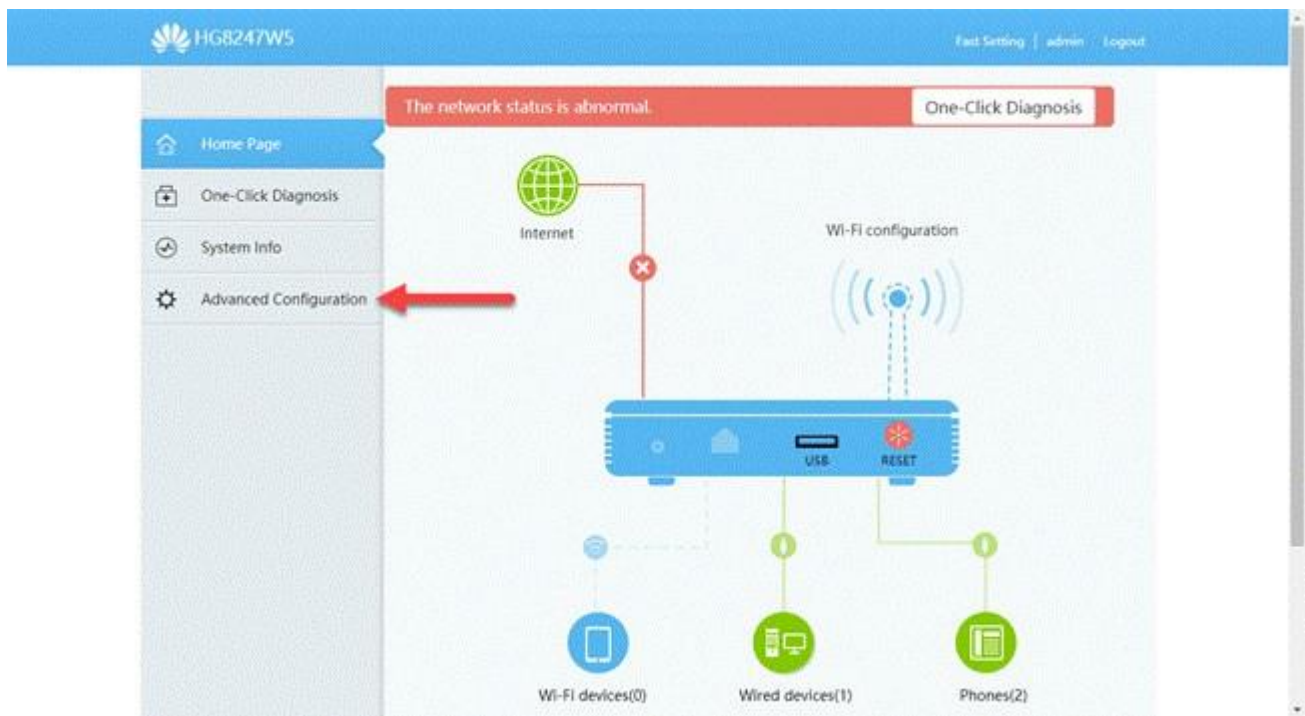 HG8247W5
Fast Setting | admin Logout
The network status is abnormal.
One-Click Diagnosis
Home Page
One-Click Diagnosis
System Info
Advanced Configuration
Internet
Wi-Fi configuration
USB
RESET
Wi-Fi devices(0)
Wired devices(1)
Phones(2)